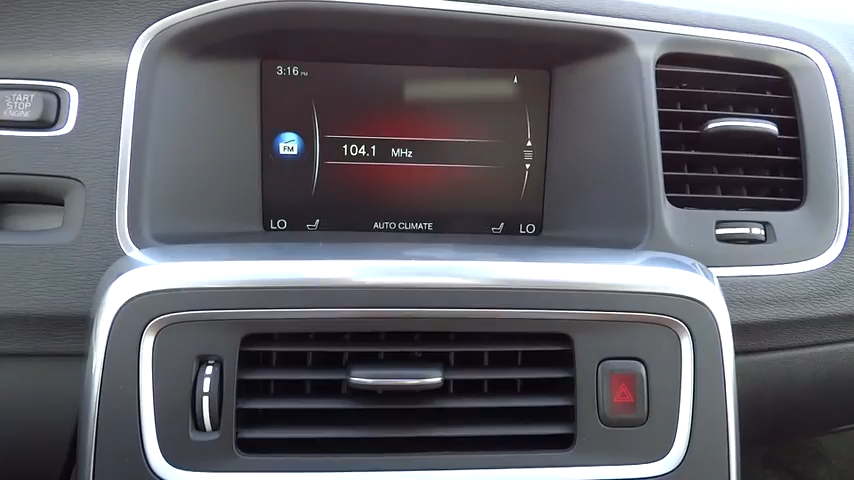 START
STOP
ENGINE
3:16 PM
FM
104.1 MHz
LO AUTO CLIMATE LO